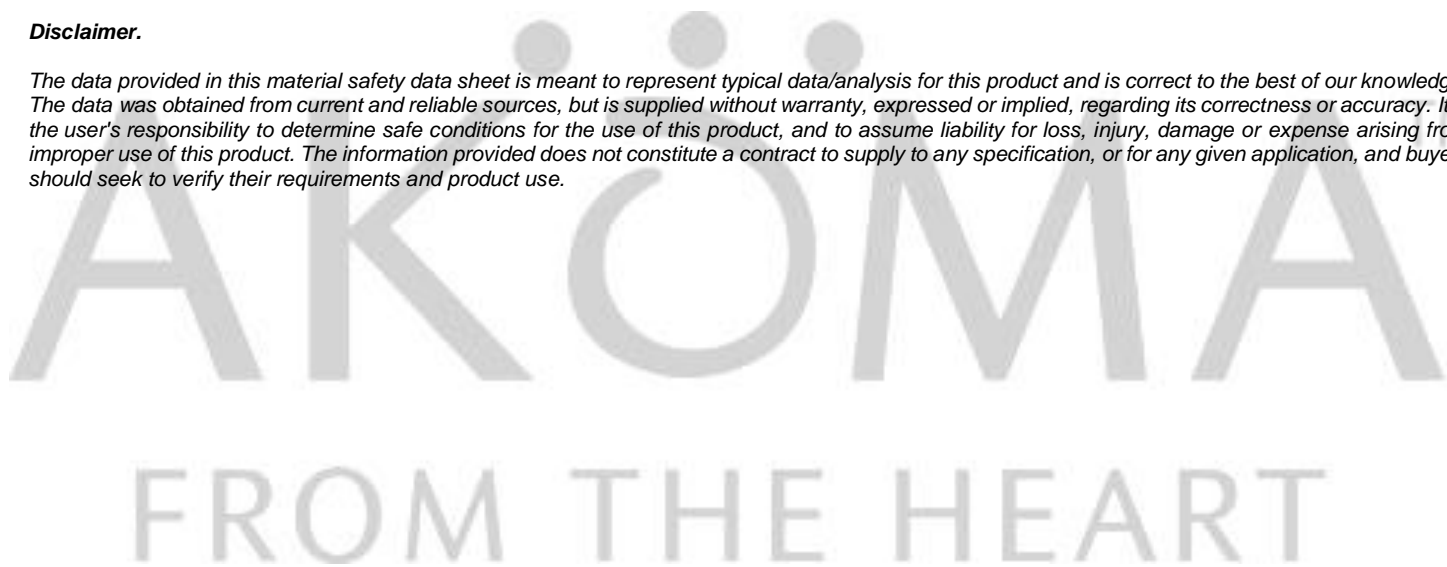 Disclaimer.
The data provided in this material safety data sheet is meant to represent typical data/analysis for this product and is correct to the best of our knowledg
The data was obtained from current and reliable sources, but is supplied without warranty, expressed or implied, regarding its correctness or accuracy. It
the user's responsibility to determine safe conditions for the use of this product, and to assume liability for loss, injury, damage or expense arising fro
improper use of this product. The information provided does not constitute a contract to supply to any specification, or for any given application, and buye
should seek to verify their requirements and product use.
AKOMA
FROM THE HEART